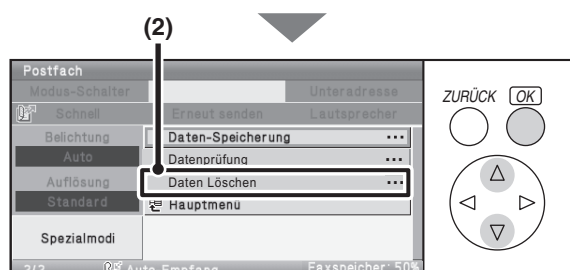 (2)
Postfach
Modus-Schalter Unteradresse
Schnell Erneut senden Lautsprecher
Belichtung
Auto
Auflösung
Standard
Spezialmodi
Daten-Speicherung ...
Datenprüfung ...
Daten Löschen ...
Hauptmenü
2/2 Auto Empfang Faxspeicher: 50%
ZURÜCK OK